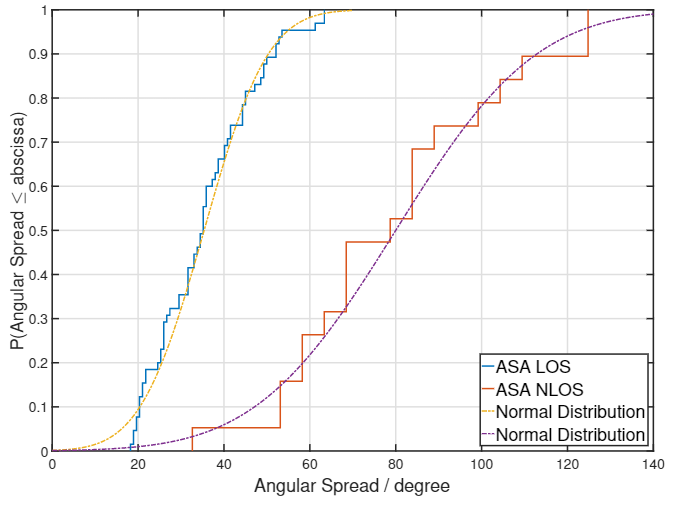 1
0.9
0.8
0.7
0.6
0.5
0.4
0.3
0.2
0.1
0
P(Angular Spread ≤ abscissa)
ASA LOS
ASA NLOS
Normal Distribution
Normal Distribution
0 20 40 60 80 100 120 140
Angular Spread / degree